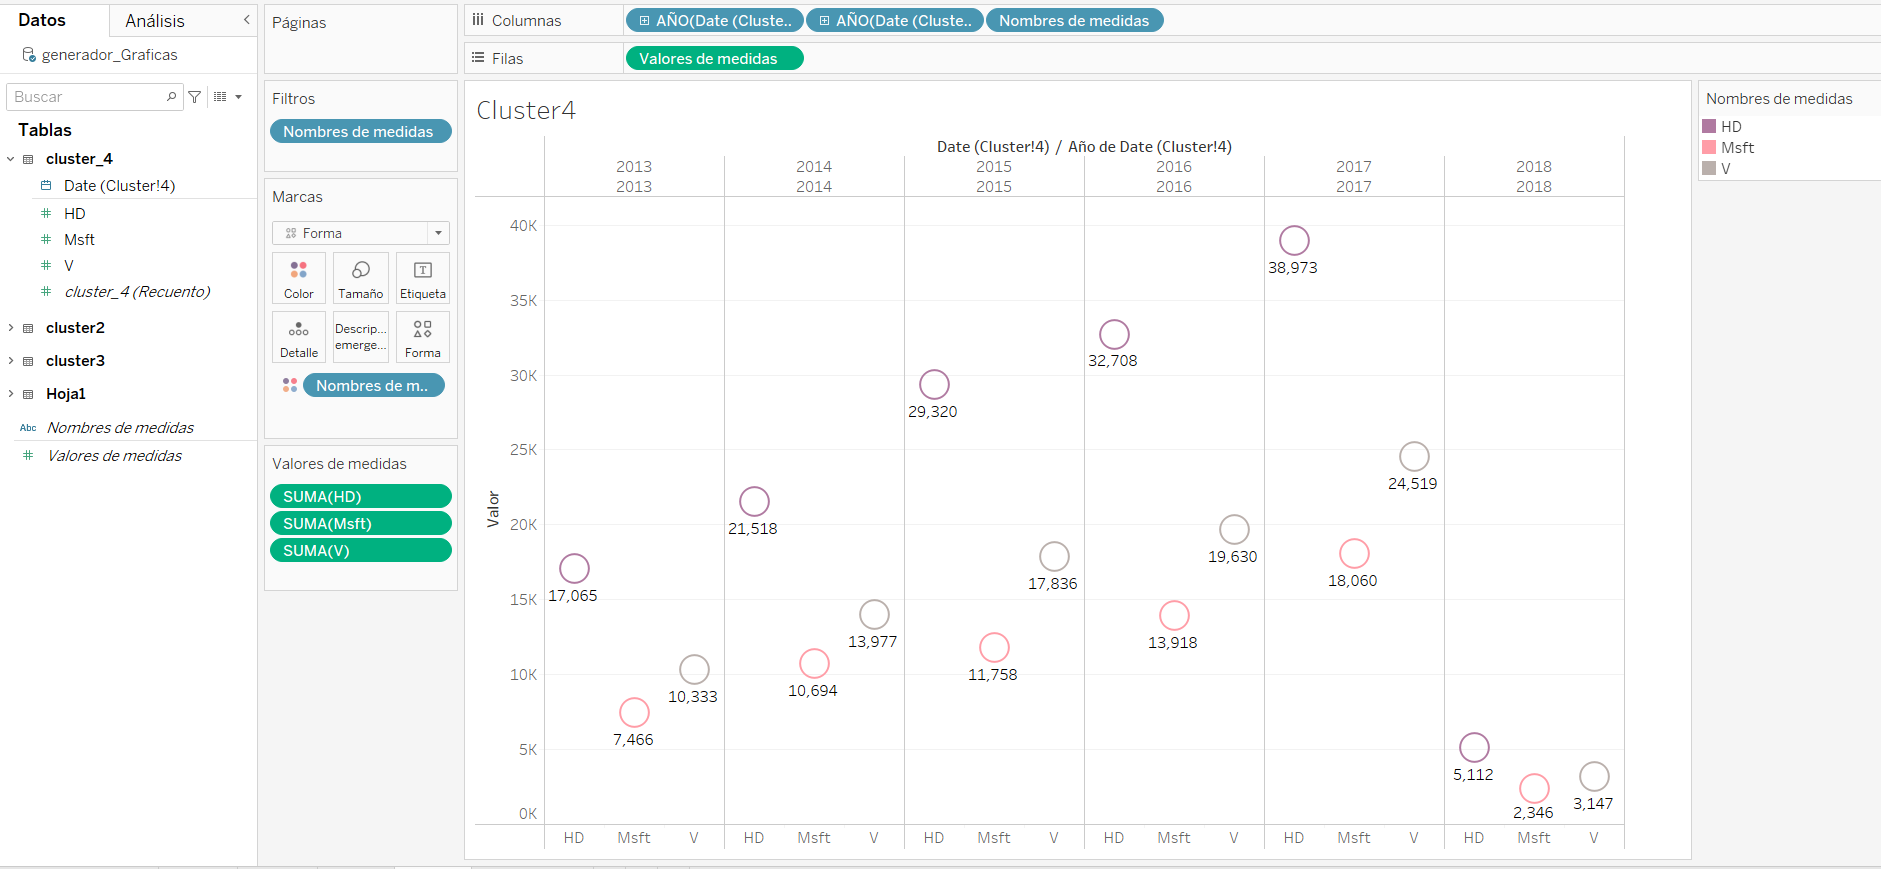 Datos
Análisis
generador_Graficas
Buscar
Tablas
cluster_4
Date (Cluster!4)
HD
Msft
V
cluster_4 (Recuento)
cluster2
cluster3
Hoja1
Abc Nombres de medidas
Valores de medidas
Páginas
Filtros
Nombres de medidas
Marcas
Forma
Color
Tamaño
Etiqueta
Detalle
Descrip...
emerge...
Forma
Nombres de m..
Valores de medidas
SUMA(HD)
SUMA(Msft)
SUMA(V)
Columnas
AÑO(Date (Cluste..
AÑO(Date (Cluste..
Nombres de medidas
Filas
Valores de medidas
Cluster4
Date (Cluster!4) / Año de Date (Cluster!4)
2013 2014 2015 2016 2017 2018
2013 2014 2015 2016 2017 2018
Valor
40K
35K
30K
25K
20K
15K
10K
5K
0K
17,065
7,466
10,333
21,518
10,694
13,977
29,320
11,758
17,836
32,708
13,918
19,630
38,973
18,060
24,519
5,112
2,346
3,147
HD Msft V HD Msft V HD Msft V HD Msft V HD Msft V HD Msft V
Nombres de medidas
HD
Msft
V